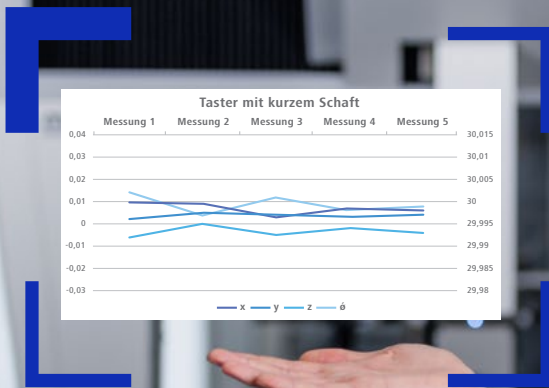 Taster mit kurzem Schaft
Messung 1 Messung 2 Messung 3 Messung 4 Messung 5
0,04 30,015
0,03 30,01
0,02 30,005
0,01 30
0 29,995
-0,01 29,99
-0,02 29,985
-0,03 29,98
x y z ǿ